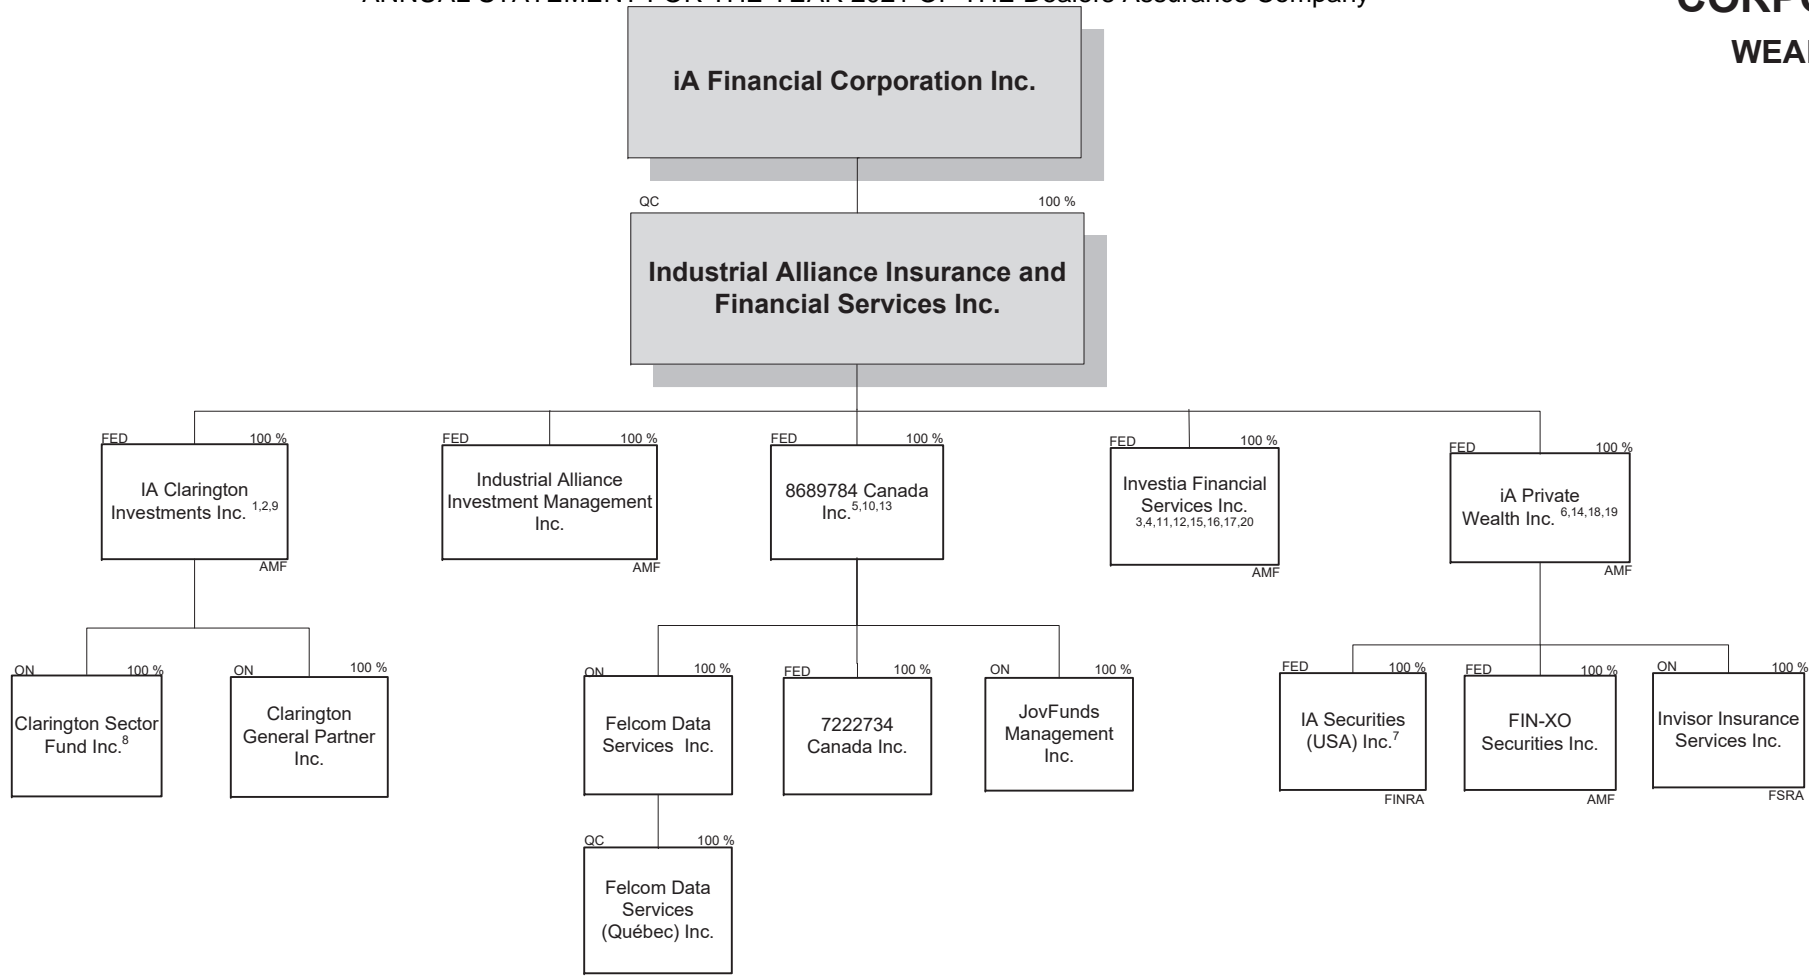 ANNUAL STATEMENT FOR THE YEAR 2021 OF THE Dealers Assurance Company
WEAL
iA Financial Corporation Inc.
QC 100 %
Industrial Alliance Insurance and
Financial Services Inc.
FED 100 %
IA Clarington
Investments Inc. 1,2,9
AMF
FED 100 %
Industrial Alliance
Investment Management
Inc.
AMF
FED 100 %
8689784 Canada
Inc.5,10,13
FED 100 %
Investia Financial
Services Inc.
3,4,11,12,15,16,17,20
AMF
FED 100 %
iA Private
Wealth Inc. 6,14,18,19
AMF
ON 100 %
Clarington Sector
Fund Inc.8
ON 100 %
Clarington
General Partner
Inc.
ON 100 %
Felcom Data
Services Inc.
FED 100 %
7222734
Canada Inc.
ON 100 %
JovFunds
Management
Inc.
FED 100 %
IA Securities
(USA) Inc.7
FINRA
FED 100 %
FIN-XO
Securities Inc.
AMF
ON 100 %
Invisor Insurance
Services Inc.
FSRA
QC 100 %
Felcom Data
Services
(Québec) Inc.